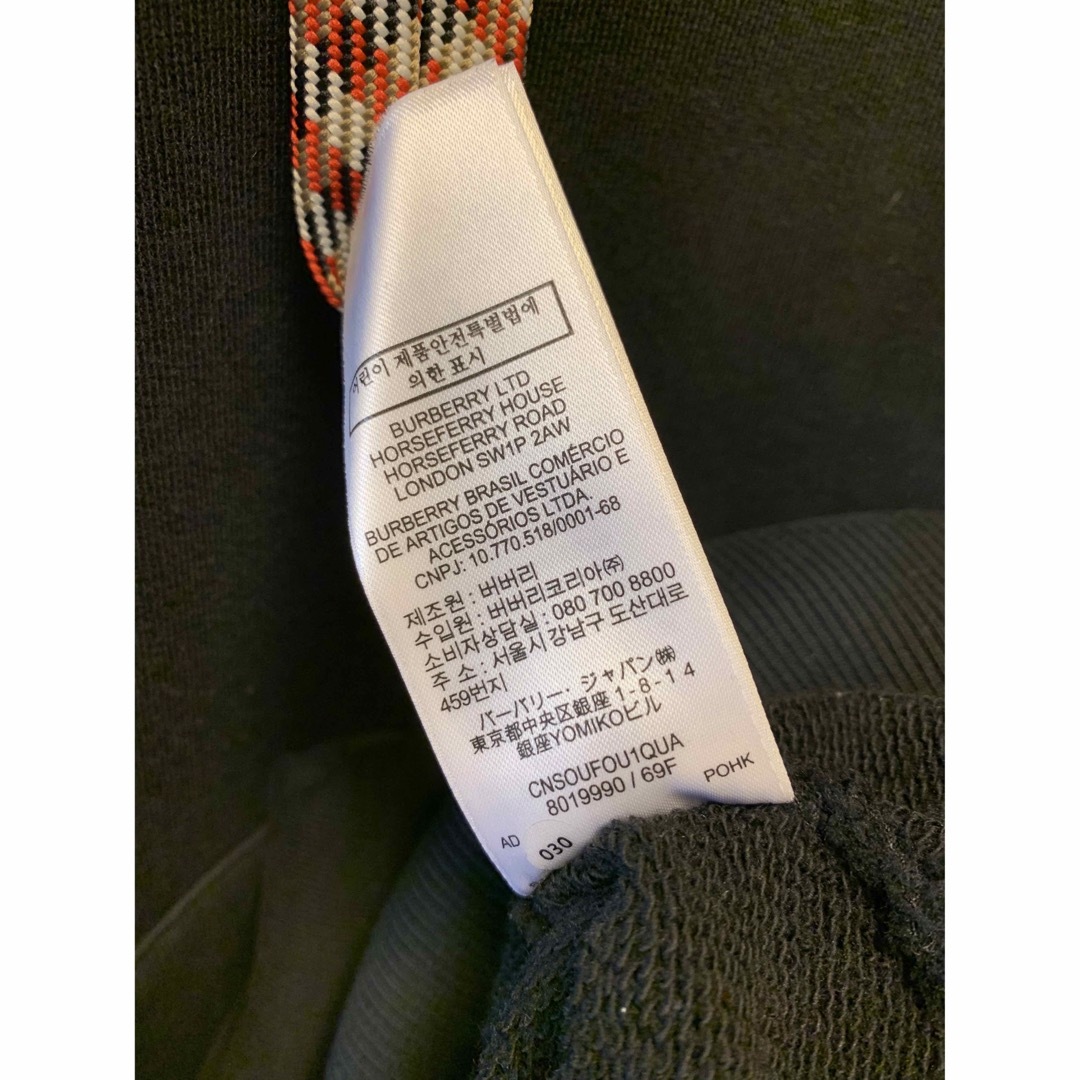 어린이 제품안전특별법에
의한 표시
BURBERRY LTD
HORSEFERRY HOUSE
HORSEFERRY ROAD
LONDON SW1P 2AW
BURBERRY BRASIL COMÉRCIO
DE ARTIGOS DE VESTUÁRIO E
ACESSÓRIOS LTDA.
CNPJ: 10.770.518/0001-68
제조원 : 버버리
수입원 : 버버리코리아㈜
소비자상담실 : 080 700 8800
주 소 : 서울시 강남구 도산대로
459번지
バーバリー・ジャパン㈱
東京都中央区銀座 1-8-1 4
銀座YOMIKOビル
CNSOUFOU1QUA
8019990 / 69F
POHK
AD 030